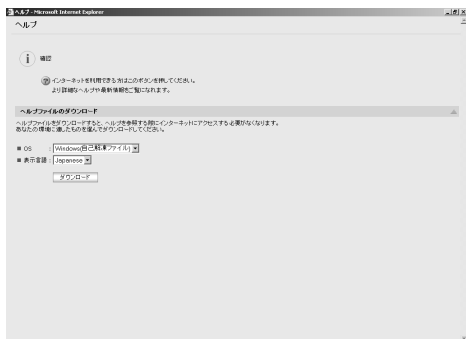 ヘルプ - Microsoft Internet Explorer
ヘルプ
確認
インターネットを利用できる方はこのボタンを押してください。
より詳細なヘルプや最新情報をご覧になれます。
ヘルプファイルのダウンロード
ヘルプファイルをダウンロードすると、ヘルプを参照する際にインターネットにアクセスする必要がなくなります。
あなたの環境に適したものを選んでダウンロードしてください。
■ OS : Windows(自己解凍ファイル)
■ 表示言語 : Japanese
ダウンロード